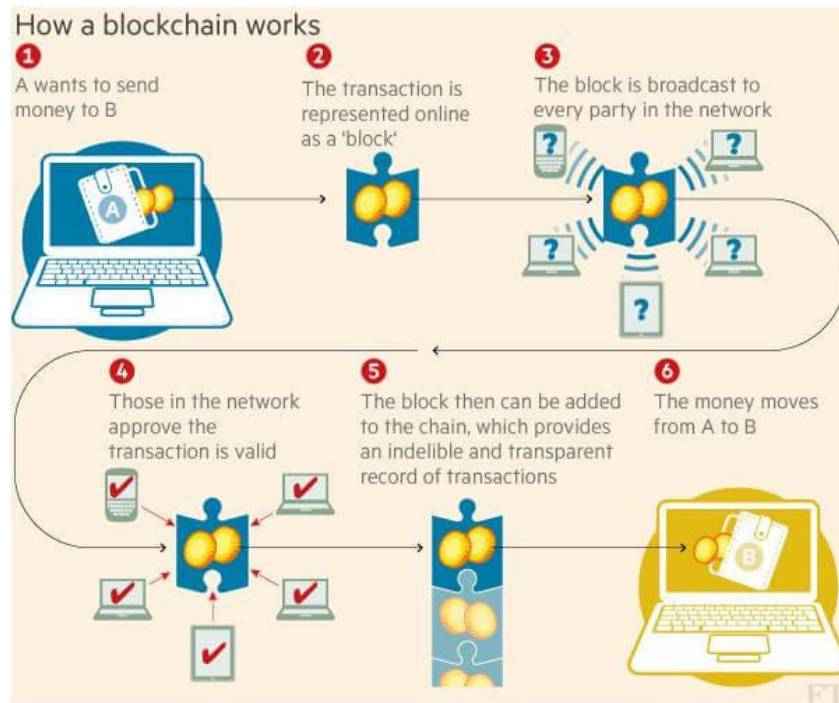 How a blockchain works
1
A wants to send
money to B
2
The transaction is
represented online
as a 'block'
3
The block is broadcast to
every party in the network
A
?
?
?
?
?
4
Those in the network
approve the
transaction is valid
5
The block then can be added
to the chain, which provides
an indelible and transparent
record of transactions
6
The money moves
from A to B
B
FT